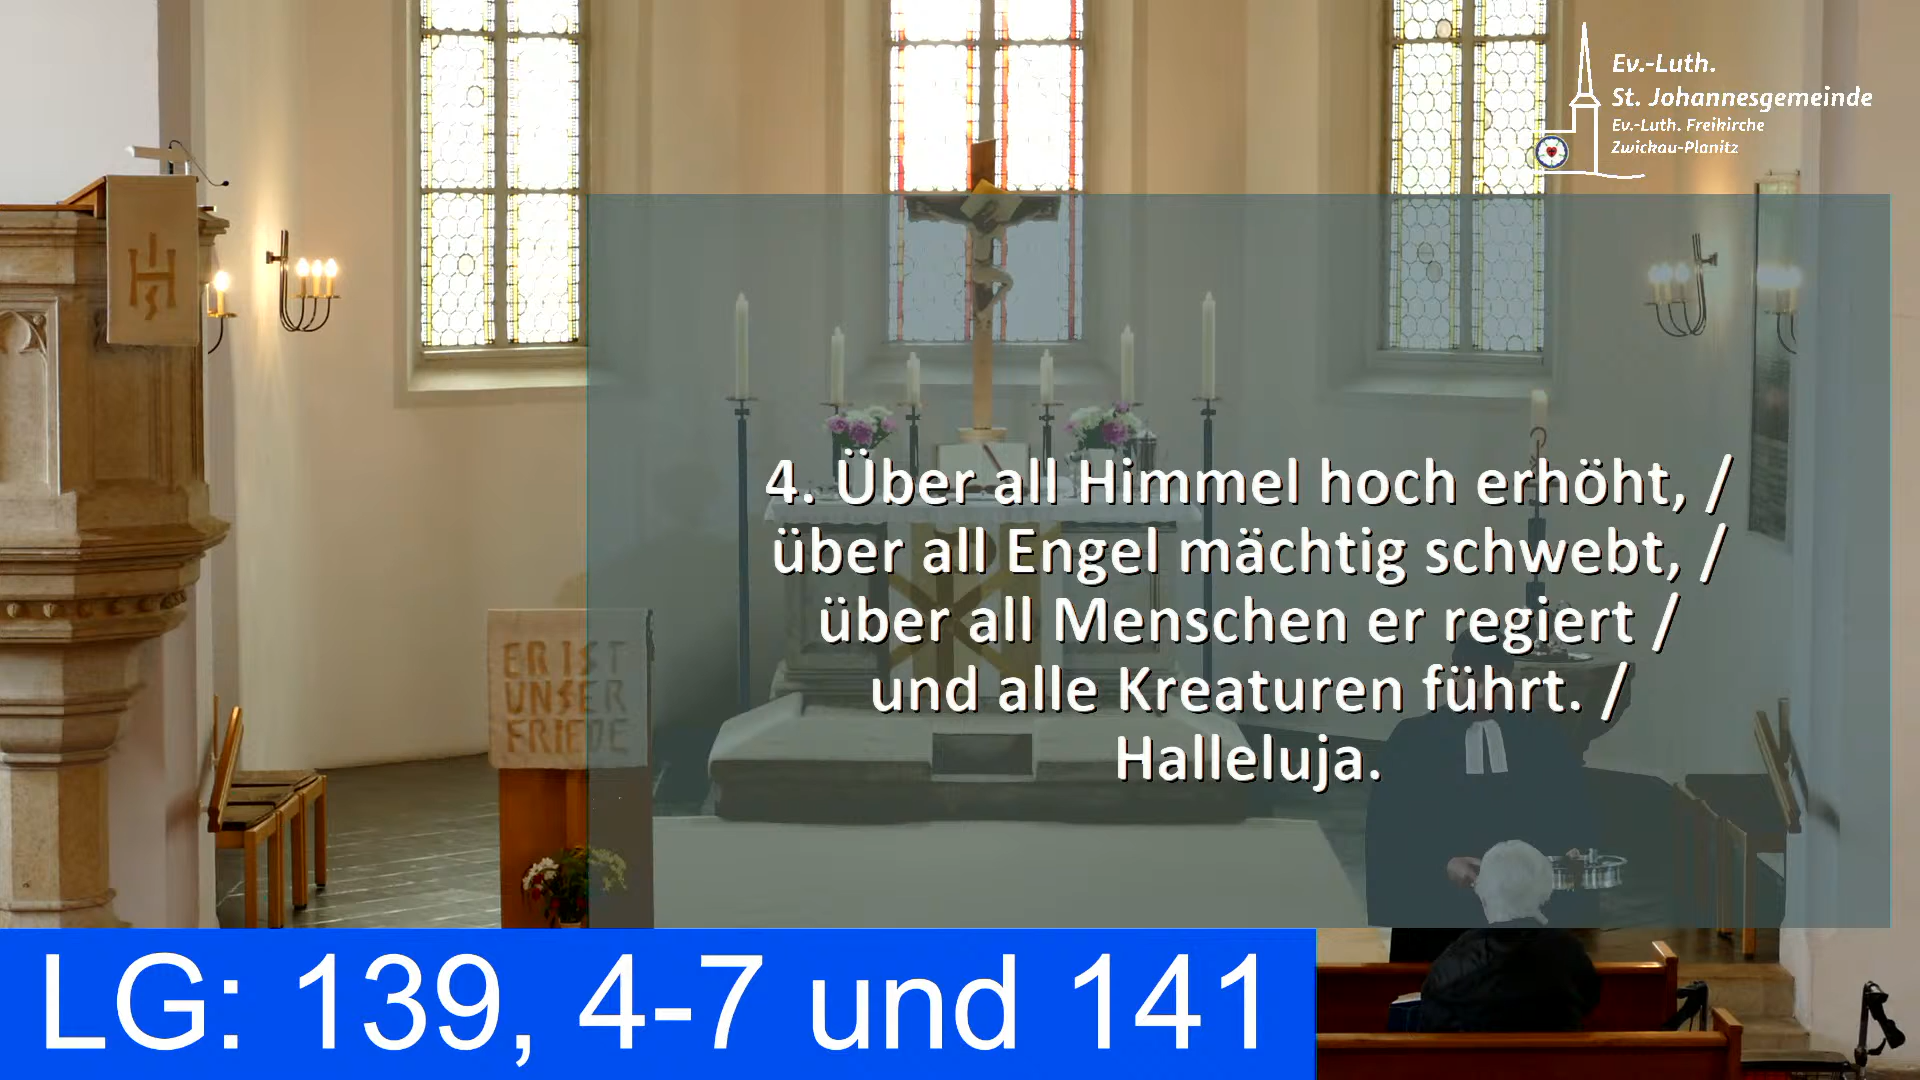 Ev.-Luth.
St. Johannesgemeinde
Ev.-Luth. Freikirche
Zwickau-Planitz
IHS
4. Über all Himmel hoch erhöht, /
über all Engel mächtig schwebt, /
über all Menschen er regiert /
und alle Kreaturen führt. /
Halleluja.
ER IST
UNSER
FRIEDE
LG: 139, 4-7 und 141